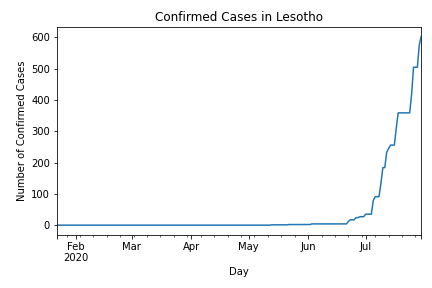 Confirmed Cases in Lesotho
Number of Confirmed Cases
600
500
400
300
200
100
0
Feb Mar Apr May Jun Jul
2020
Day